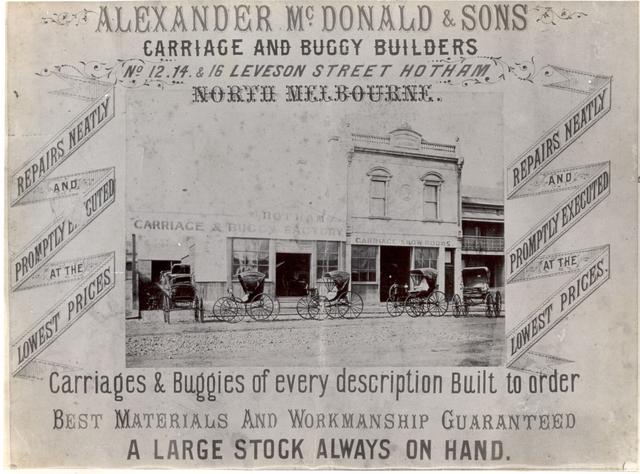 ALEXANDER Mc DONALD & SONS
CARRIAGE AND BUGGY BUILDERS
No 12.14. & 16 LEVESON STREET HOTHAM
NORTH MELBOURNE.
REPAIRS NEATLY
AND
PROMPTLY EXECUTED
AT THE
LOWEST PRICES
HOTHAM
CARRIAGE & BUGGY FACTORY
CARRIAGE SHOW ROOMS
REPAIRS NEATLY
AND
PROMPTLY EXECUTED
AT THE
LOWEST PRICES.
Carriages & Buggies of every description Built to order
BEST MATERIALS AND WORKMANSHIP GUARANTEED
A LARGE STOCK ALWAYS ON HAND.